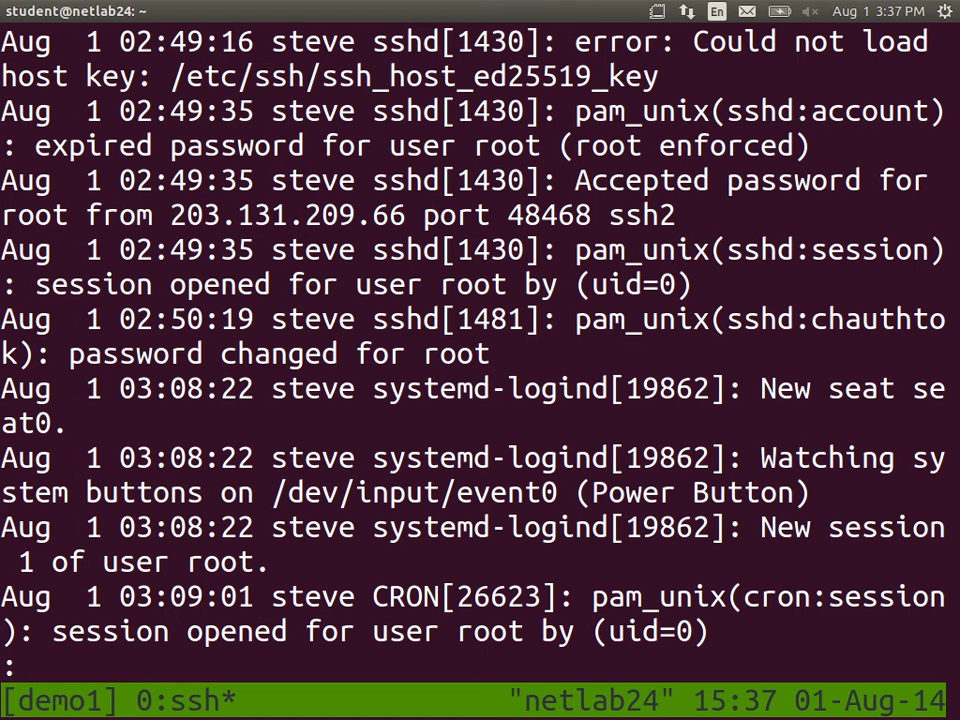 student@netlab24: ~
En
Aug 1 3:37 PM
Aug  1 02:49:16 steve sshd[1430]: error: Could not load
host key: /etc/ssh/ssh_host_ed25519_key
Aug  1 02:49:35 steve sshd[1430]: pam_unix(sshd:account)
: expired password for user root (root enforced)
Aug  1 02:49:35 steve sshd[1430]: Accepted password for
root from 203.131.209.66 port 48468 ssh2
Aug  1 02:49:35 steve sshd[1430]: pam_unix(sshd:session)
: session opened for user root by (uid=0)
Aug  1 02:50:19 steve sshd[1481]: pam_unix(sshd:chauthto
k): password changed for root
Aug  1 03:08:22 steve systemd-logind[19862]: New seat se
at0.
Aug  1 03:08:22 steve systemd-logind[19862]: Watching sy
stem buttons on /dev/input/event0 (Power Button)
Aug  1 03:08:22 steve systemd-logind[19862]: New session
 1 of user root.
Aug  1 03:09:01 steve CRON[26623]: pam_unix(cron:session
): session opened for user root by (uid=0)
:
[demo1] 0:ssh* "netlab24" 15:37 01-Aug-14